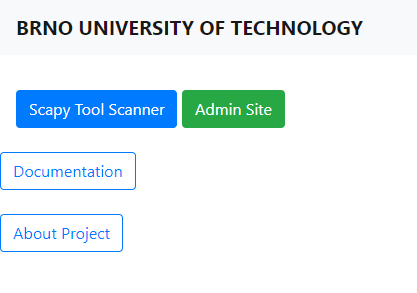 BRNO UNIVERSITY OF TECHNOLOGY
Scapy Tool Scanner Admin Site
Documentation
About Project